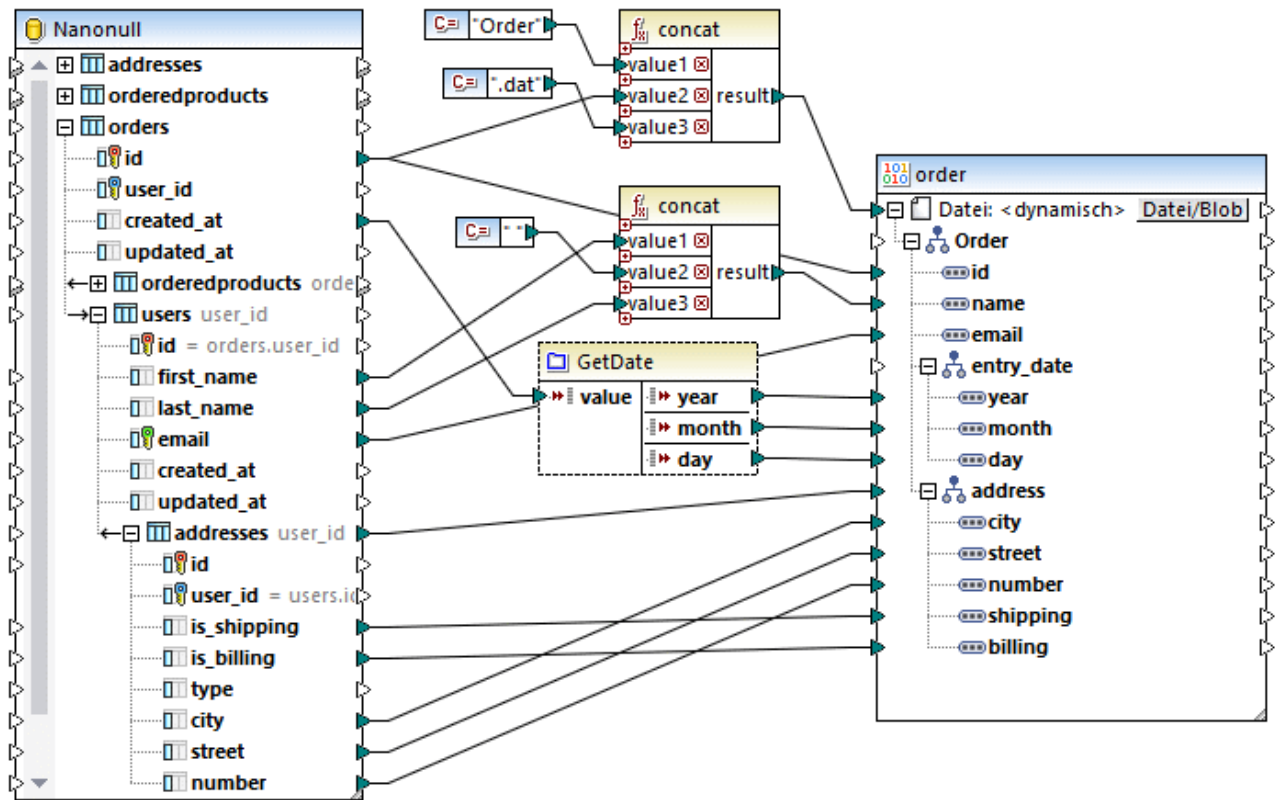 Nanonull
addresses
orderedproducts
orders
id
user_id
created_at
updated_at
orderedproducts orde
users user_id
id = orders.user_id
first_name
last_name
email
created_at
updated_at
addresses user_id
id
user_id = users.id
is_shipping
is_billing
type
city
street
number
C= "Order"
C= ".dat"
concat
value1
value2 result
value3
C= " "
concat
value1
value2 result
value3
GetDate
value year
month
day
101 010 order
Datei: <dynamisch> Datei/Blob
Order
id
name
email
entry_date
year
month
day
address
city
street
number
shipping
billing